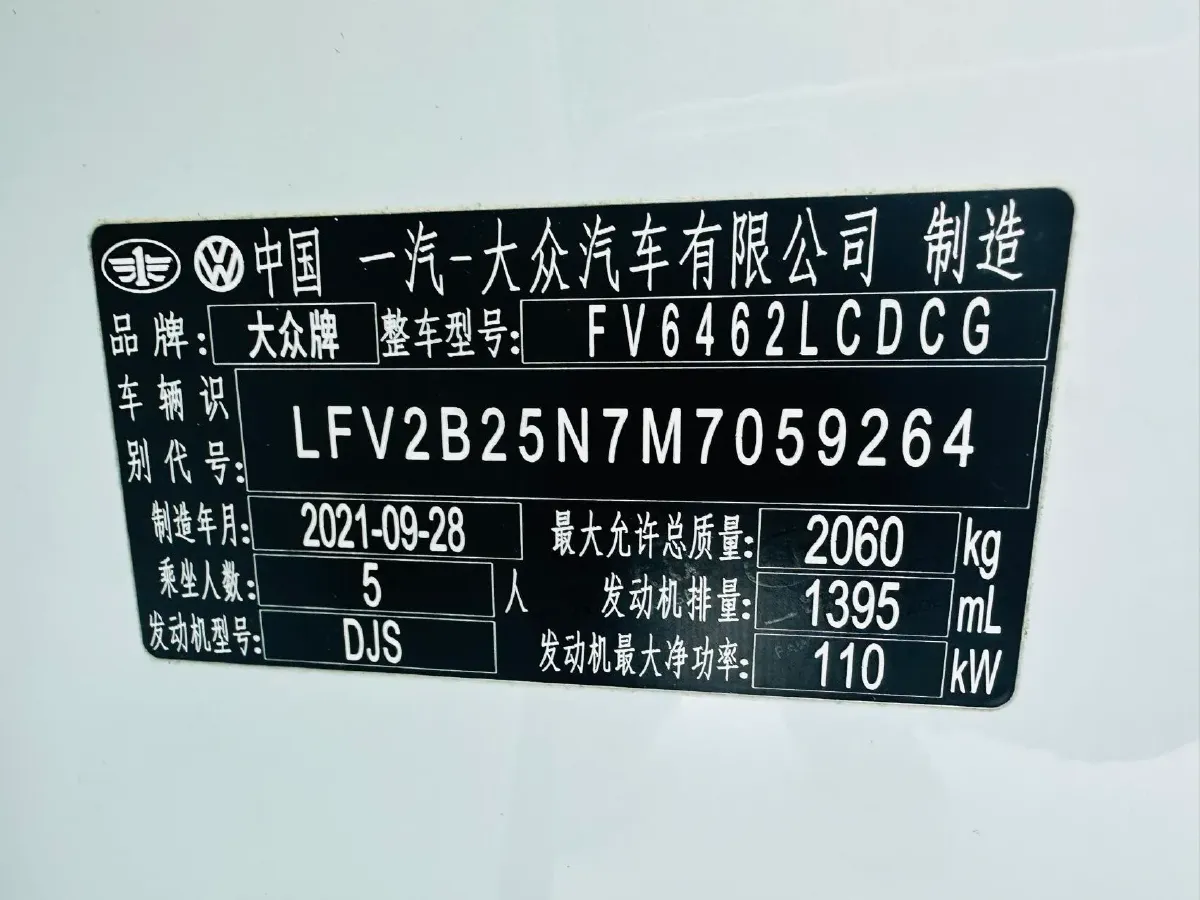 中国 一汽-大众汽车有限公司 制造
品牌: 大众牌 整车型号: FV6462LCDCG
车辆识别代号: LFV2B25N7M7059264
制造年月: 2021-09-28 最大允许总质量: 2060 kg
乘坐人数: 5 人 发动机排量: 1395 mL
发动机型号: DJS 发动机最大净功率: 110 kW